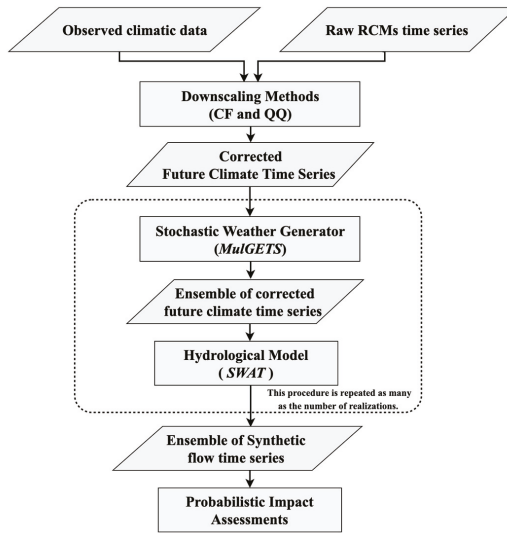 Observed climatic data
Raw RCMs time series
Downscaling Methods
(CF and QQ)
Corrected
Future Climate Time Series
Stochastic Weather Generator
(MulGETS)
Ensemble of corrected
future climate time series
Hydrological Model
( SWAT )
This procedure is repeated as many
as the number of realizations.
Ensemble of Synthetic
flow time series
Probabilistic Impact
Assessments